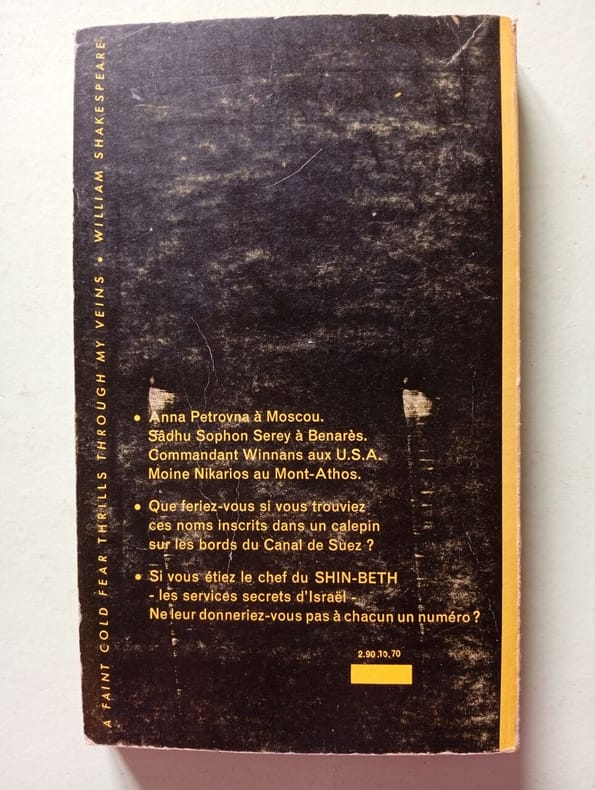 A FAINT COLD FEAR THRILLS THROUGH MY VEINS • WILLIAM SHAKESPEARE
• Anna Petrovna à Moscou.
Sâdhu Sophon Serey à Benarès.
Commandant Winnans aux U.S.A.
Moine Nikarios au Mont-Athos.
• Que feriez-vous si vous trouviez
ces noms inscrits dans un calepin
sur les bords du Canal de Suez ?
• Si vous étiez le chef du SHIN-BETH
- les services secrets d'Israël -
Ne leur donneriez-vous pas à chacun un numéro ?
2.90.10.70